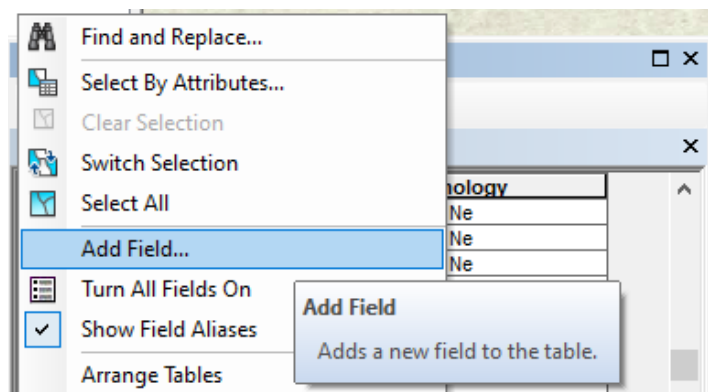 Find and Replace...
Select By Attributes...
Clear Selection
Switch Selection
Select All
Add Field...
Turn All Fields On
Show Field Aliases
Arrange Tables
nology
Ne
Ne
Ne
Add Field
Adds a new field to the table.